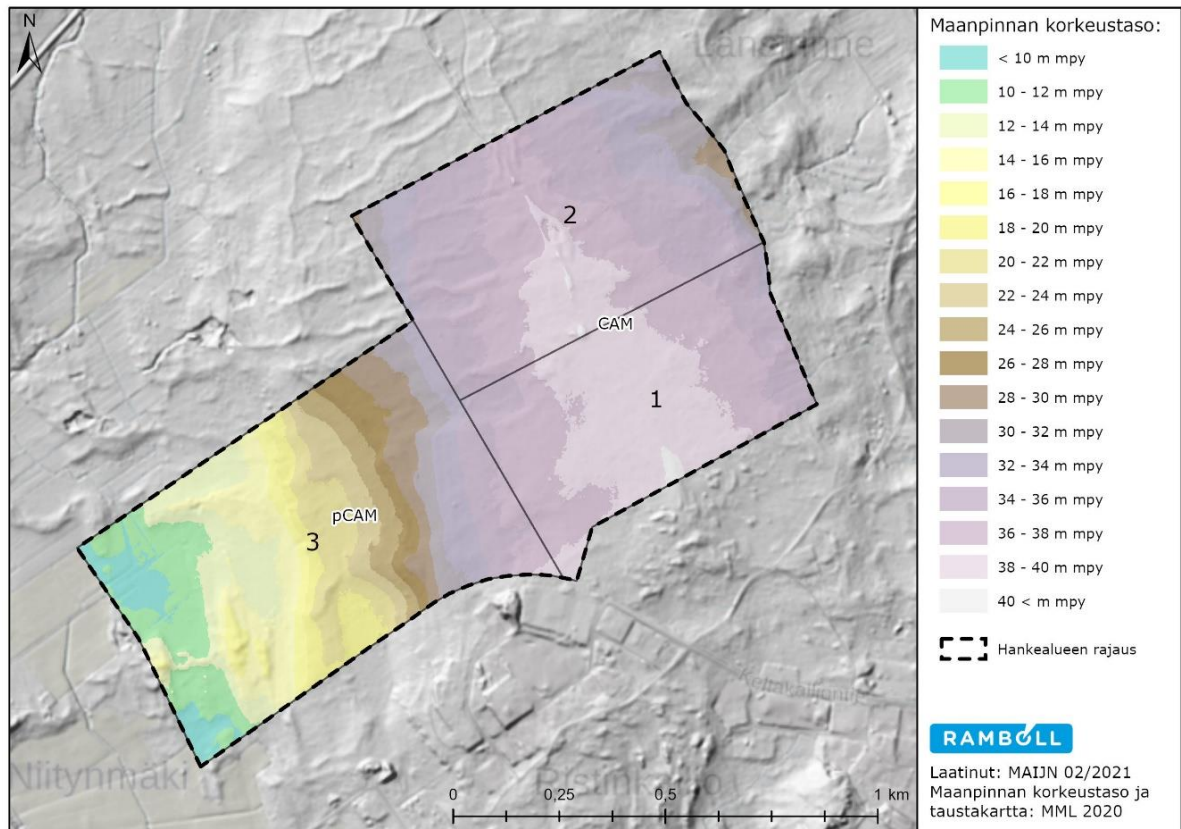 N
Länsirinne
2
CAM
1
pCAM
3
Niitynmäki
0
0,25
0,5
1 km
Maanpinnan korkeustaso:
< 10 m mpy
10 - 12 m mpy
12 - 14 m mpy
14 - 16 m mpy
16 - 18 m mpy
18 - 20 m mpy
20 - 22 m mpy
22 - 24 m mpy
24 - 26 m mpy
26 - 28 m mpy
28 - 30 m mpy
30 - 32 m mpy
32 - 34 m mpy
34 - 36 m mpy
36 - 38 m mpy
38 - 40 m mpy
40 < m mpy
Hankealueen rajaus
RAMBOLL
Laatinut: MAIJN 02/2021
Maanpinnan korkeustaso ja
taustakartta: MML 2020